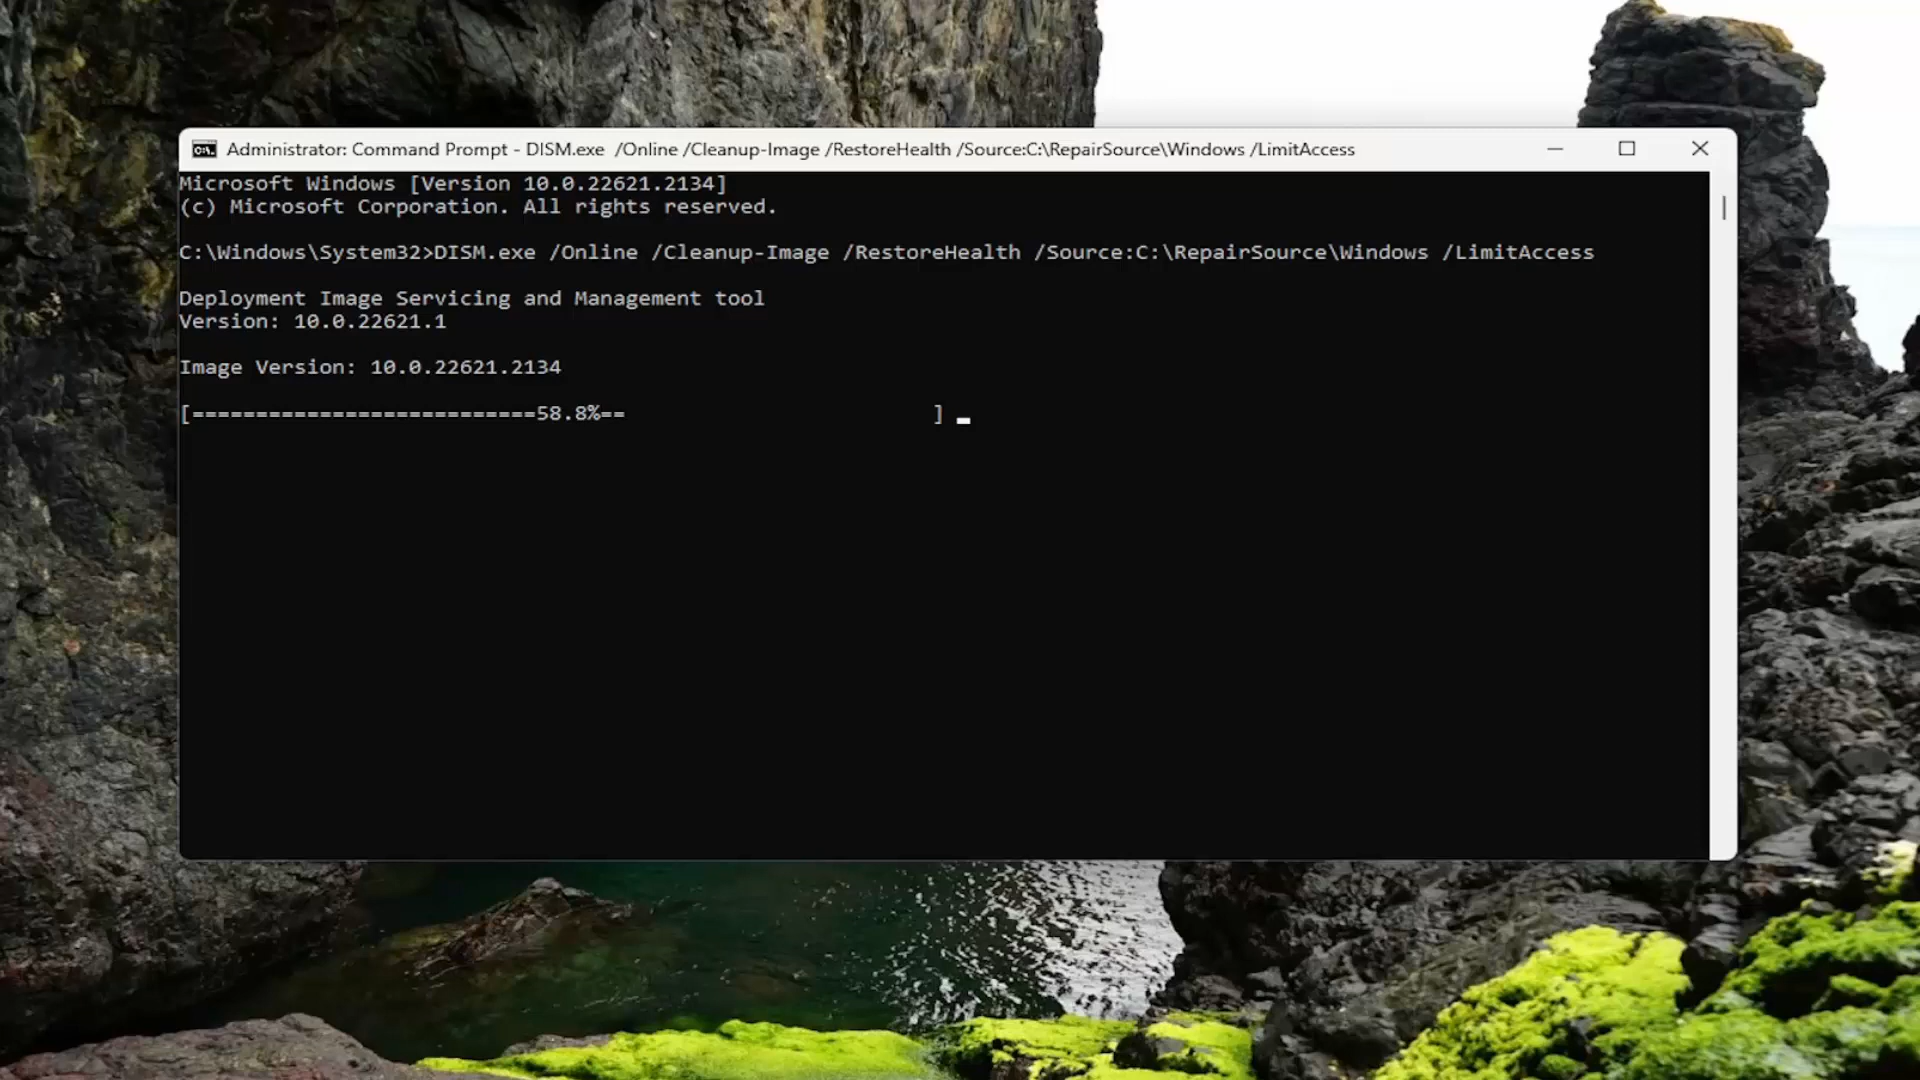 Administrator: Command Prompt - DISM.exe  /Online /Cleanup-Image /RestoreHealth /Source:C:\RepairSource\Windows /LimitAccess
Microsoft Windows [Version 10.0.22621.2134]
(c) Microsoft Corporation. All rights reserved.
C:\Windows\System32>DISM.exe /Online /Cleanup-Image /RestoreHealth /Source:C:\RepairSource\Windows /LimitAccess
Deployment Image Servicing and Management tool
Version: 10.0.22621.1
Image Version: 10.0.22621.2134
[===========================58.8%==                        ]